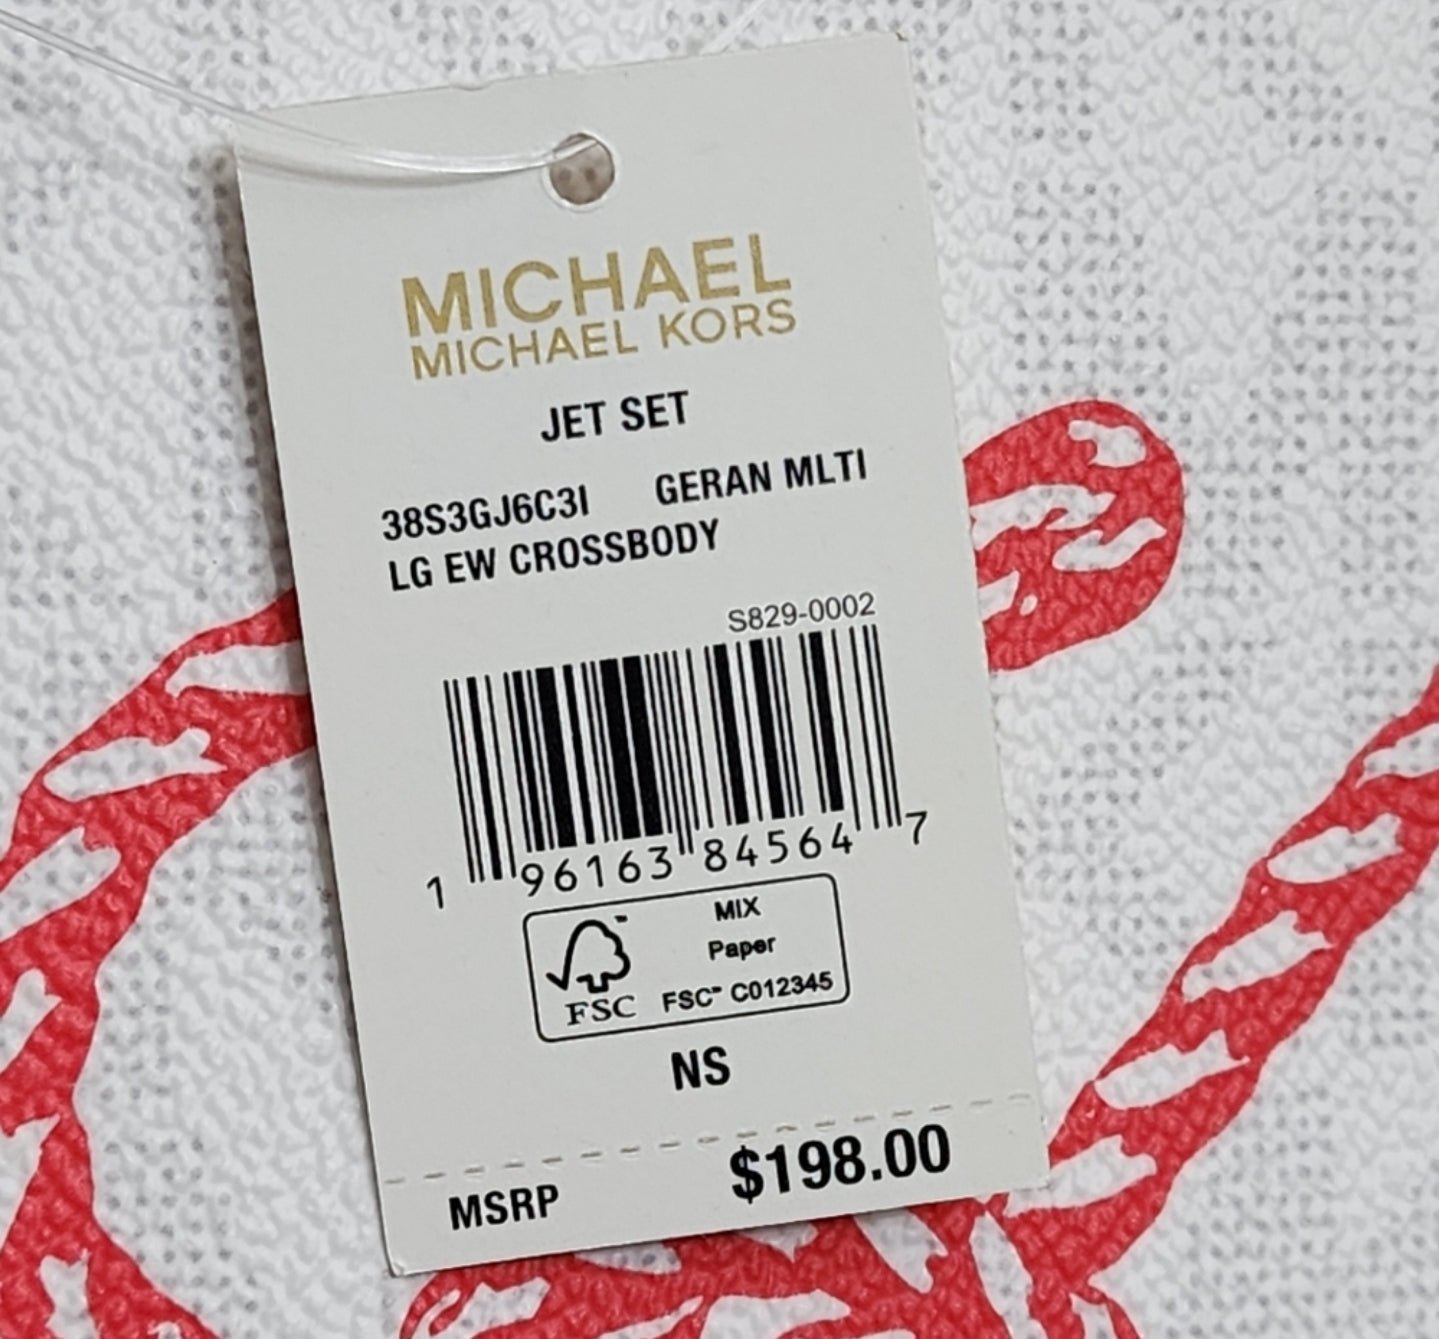 MICHAEL
MICHAEL KORS
JET SET
38S3GJ6C3I GERAN MLTI
LG EW CROSSBODY
S829-0002
1 96163 84564 7
MIX
Paper
FSC™ C012345
FSC
NS
MSRP $198.00